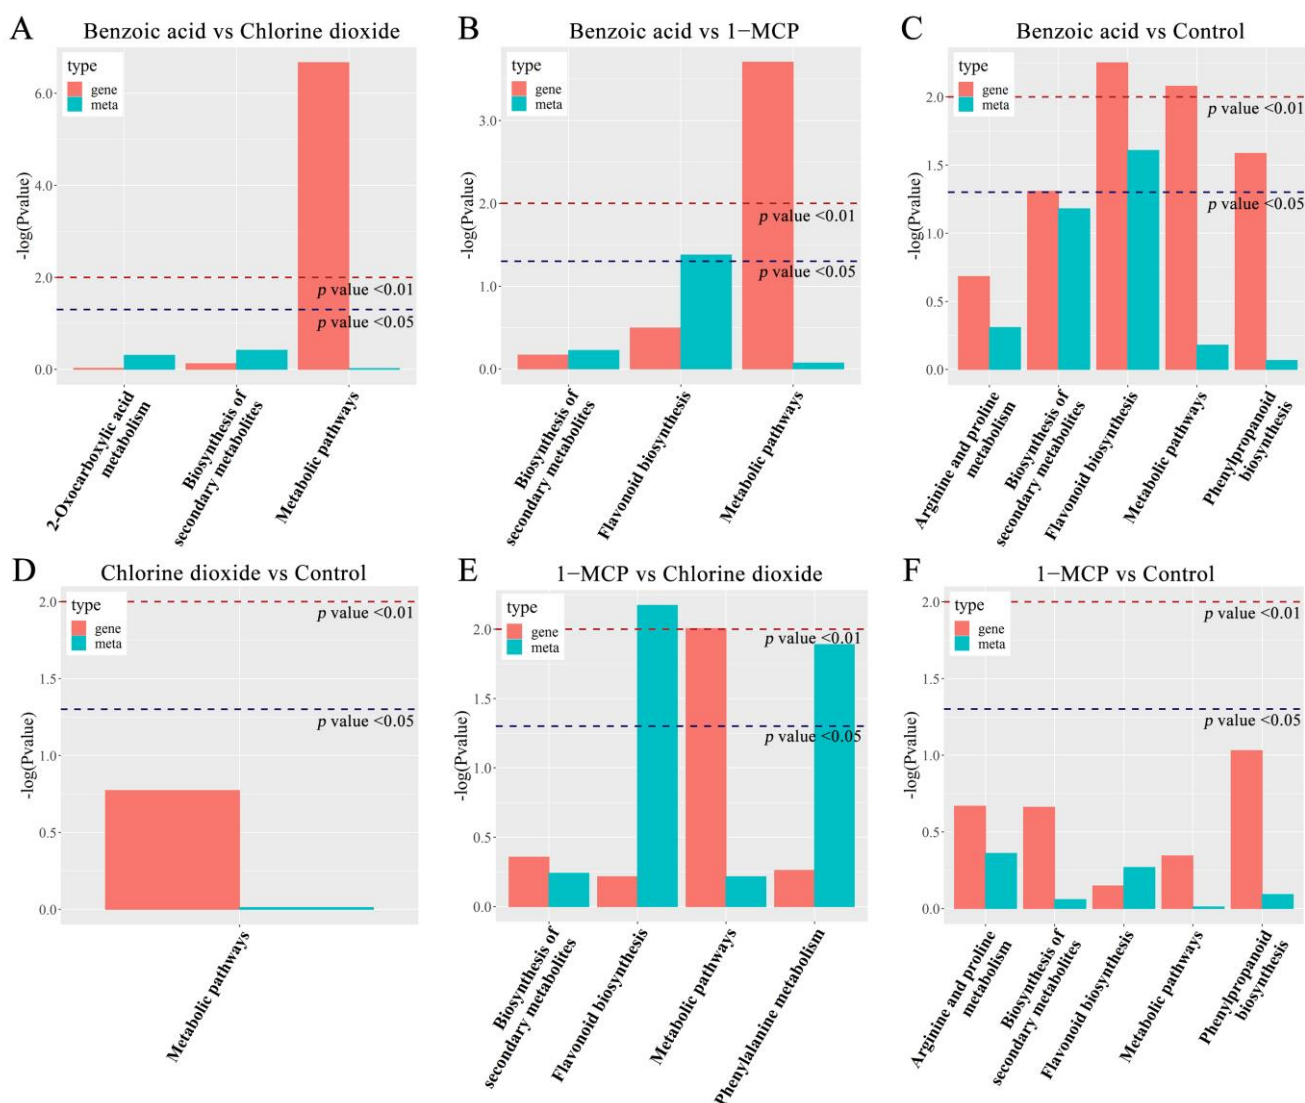 A
Benzoic acid vs Chlorine dioxide
type
gene
meta
6.0
4.0
2.0
0.0
-log(Pvalue)
p value <0.01
p value <0.05
2-Oxocarboxylic acid
metabolism
Biosynthesis of
secondary metabolites
Metabolic pathways
B
Benzoic acid vs 1−MCP
type
gene
meta
3.0
2.0
1.0
0.0
-log(Pvalue)
p value <0.01
p value <0.05
Biosynthesis of
secondary metabolites
Flavonoid biosynthesis
Metabolic pathways
C
Benzoic acid vs Control
type
gene
meta
2.0
1.5
1.0
0.5
0.0
-log(Pvalue)
p value <0.01
p value <0.05
Arginine and proline
metabolism
Biosynthesis of
secondary metabolites
Flavonoid biosynthesis
Metabolic pathways
Phenylpropanoid
biosynthesis
D
Chlorine dioxide vs Control
type
gene
meta
2.0
1.5
1.0
0.5
0.0
-log(Pvalue)
p value <0.01
p value <0.05
Metabolic pathways
E
1−MCP vs Chlorine dioxide
type
gene
meta
2.0
1.5
1.0
0.5
0.0
-log(Pvalue)
p value <0.01
p value <0.05
Biosynthesis of
secondary metabolites
Flavonoid biosynthesis
Metabolic pathways
Phenylalanine metabolism
F
1−MCP vs Control
type
gene
meta
2.0
1.5
1.0
0.5
0.0
-log(Pvalue)
p value <0.01
p value <0.05
Arginine and proline
metabolism
Biosynthesis of
secondary metabolites
Flavonoid biosynthesis
Metabolic pathways
Phenylpropanoid
biosynthesis